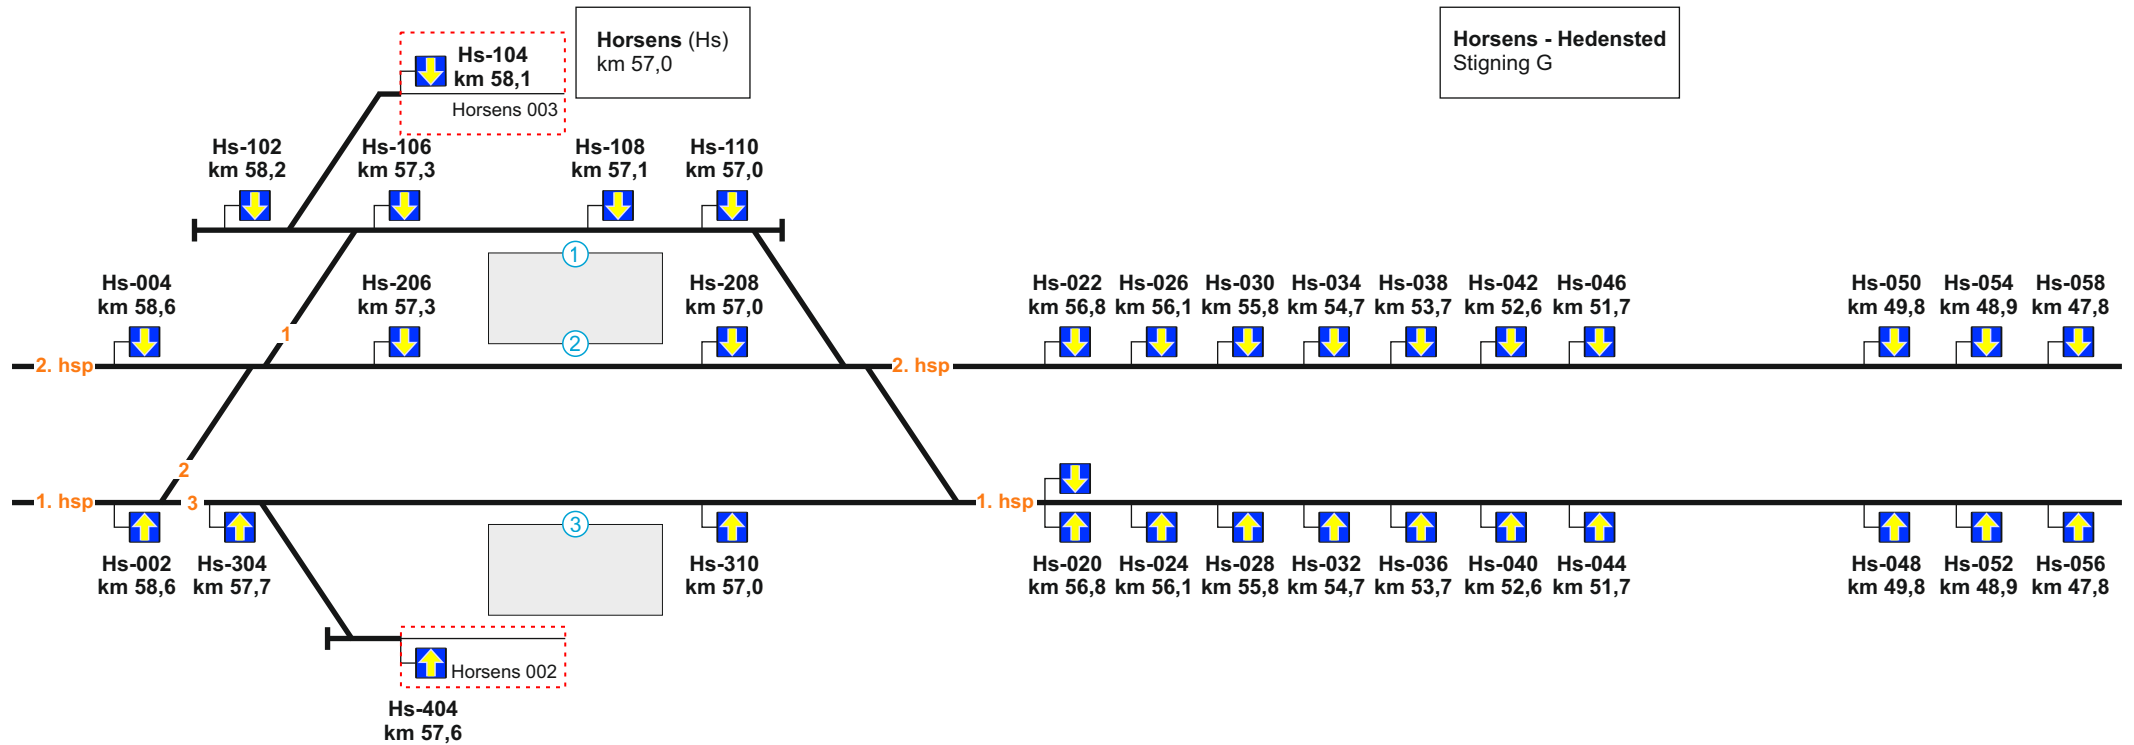 Horsens (Hs)
km 57,0
Horsens - Hedensted
Stigning G
Hs-104
km 58,1
Horsens 003
Hs-102
km 58,2
Hs-106
km 57,3
Hs-108
km 57,1
Hs-110
km 57,0
1
Hs-004
km 58,6
Hs-206
km 57,3
Hs-208
km 57,0
Hs-022
km 56,8
Hs-026
km 56,1
Hs-030
km 55,8
Hs-034
km 54,7
Hs-038
km 53,7
Hs-042
km 52,6
Hs-046
km 51,7
Hs-050
km 49,8
Hs-054
km 48,9
Hs-058
km 47,8
1
2
2. hsp
2. hsp
2
1. hsp
3
1. hsp
3
Hs-002
km 58,6
Hs-304
km 57,7
Hs-310
km 57,0
Hs-020
km 56,8
Hs-024
km 56,1
Hs-028
km 55,8
Hs-032
km 54,7
Hs-036
km 53,7
Hs-040
km 52,6
Hs-044
km 51,7
Hs-048
km 49,8
Hs-052
km 48,9
Hs-056
km 47,8
Horsens 002
Hs-404
km 57,6